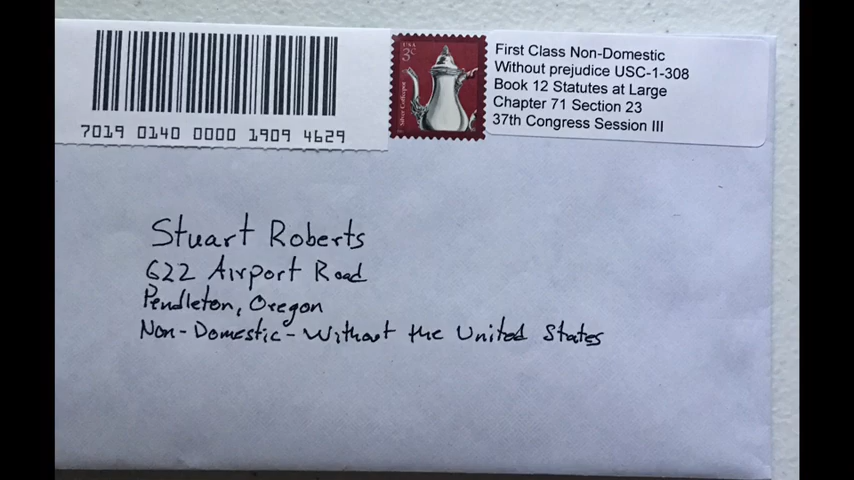 7019 0140 0000 1909 4629
USA
3c
Silver Coffeepot
First Class Non-Domestic
Without prejudice USC-1-308
Book 12 Statutes at Large
Chapter 71 Section 23
37th Congress Session III
Stuart Roberts
622 Airport Road
Pendleton, Oregon
Non-Domestic-Without the United States